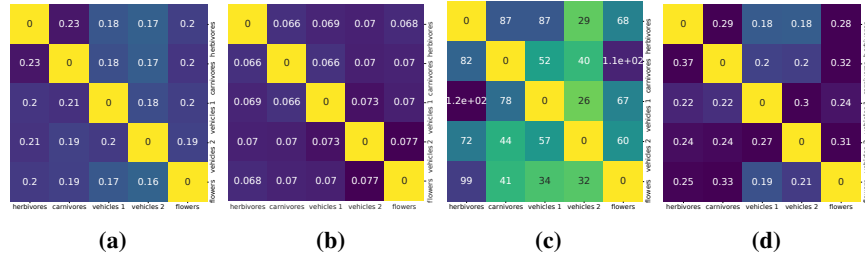 0 0.23 0.18 0.17 0.2
0.23 0 0.18 0.17 0.2
0.2 0.21 0 0.18 0.2
0.21 0.19 0.2 0 0.19
0.2 0.19 0.17 0.16 0
herbivores
carnivores
vehicles 1
vehicles 2
flowers
herbivores carnivores vehicles 1 vehicles 2 flowers
(a)
0 0.066 0.069 0.07 0.068
0.066 0 0.066 0.07 0.07
0.069 0.066 0 0.073 0.07
0.07 0.07 0.073 0 0.077
0.068 0.07 0.07 0.077 0
herbivores
carnivores
vehicles 1
vehicles 2
flowers
herbivores carnivores vehicles 1 vehicles 2 flowers
(b)
0 87 87 29 68
82 0 52 40 1.1e+02
1.2e+02 78 0 26 67
72 44 57 0 60
99 41 34 32 0
herbivores
carnivores
vehicles 1
vehicles 2
flowers
herbivores carnivores vehicles 1 vehicles 2 flowers
(c)
0 0.29 0.18 0.18 0.28
0.37 0 0.2 0.2 0.32
0.22 0.22 0 0.3 0.24
0.24 0.24 0.27 0 0.31
0.25 0.33 0.19 0.21 0
herbivores
carnivores
vehicles 1
vehicles 2
flowers
herbivores carnivores vehicles 1 vehicles 2 flowers
(d)